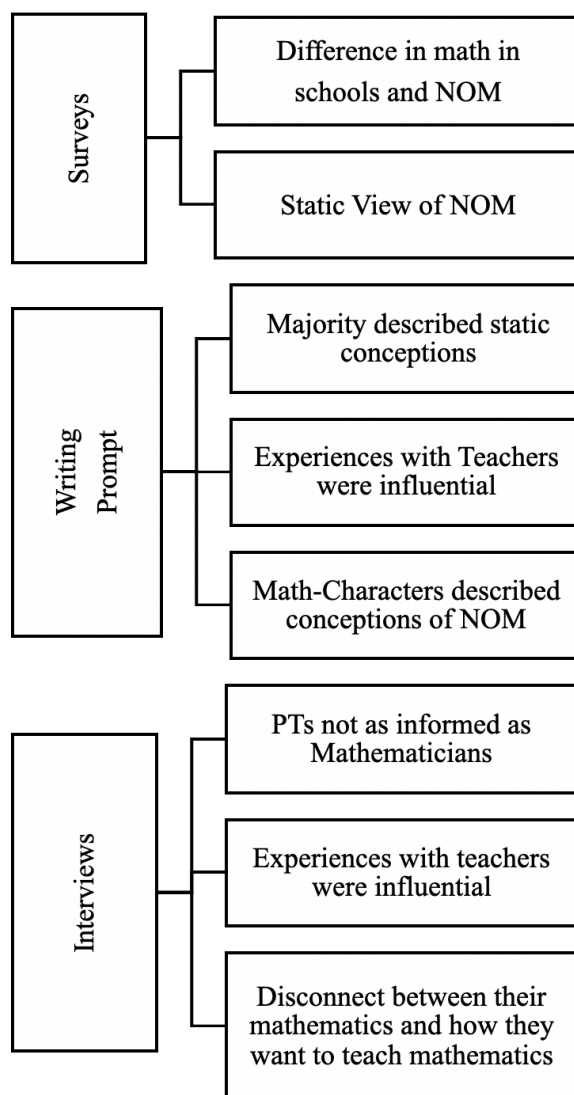 Surveys
Difference in math in
schools and NOM
Static View of NOM
Writing
Prompt
Majority described static
conceptions
Experiences with Teachers
were influential
Math-Characters described
conceptions of NOM
Interviews
PTs not as informed as
Mathematicians
Experiences with teachers
were influential
Disconnect between their
mathematics and how they
want to teach mathematics